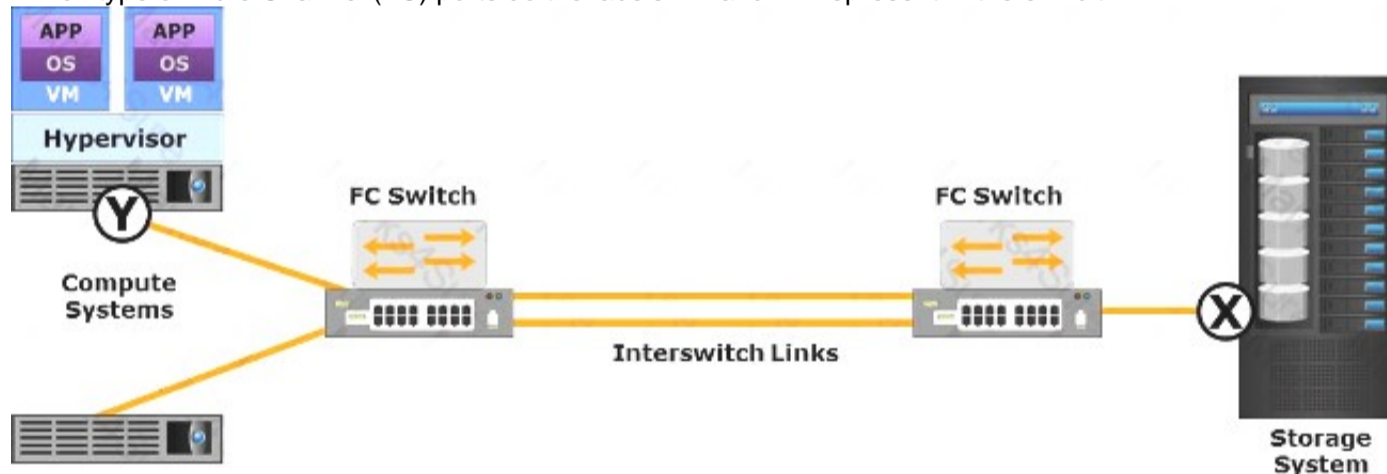 APP APP
OS OS
VM VM
Hypervisor
FC Switch
FC Switch
Y
Compute
Systems
X
Interswitch Links
Storage
System